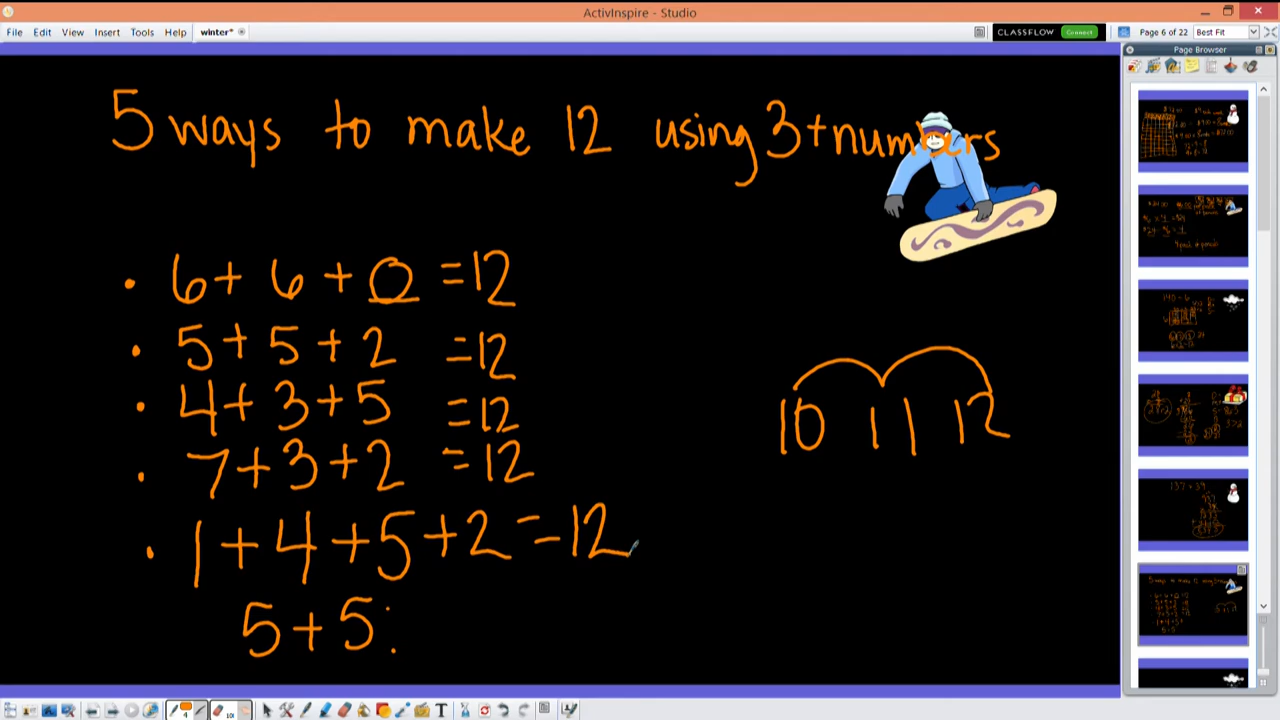 ActivInspire - Studio
File Edit View Insert Tools Help winter* CLASSFLOW Connect Page 6 of 22 Best Fit
Page Browser
5 ways to make 12 using 3+numbers
• 6+ 6 + 0 =12
• 5+ 5 + 2 =12
• 4+ 3 + 5 =12
• 7+ 3 + 2 =12
• 1 + 4 + 5 + 2 = 12
5 + 5:
10 11 12
4
10